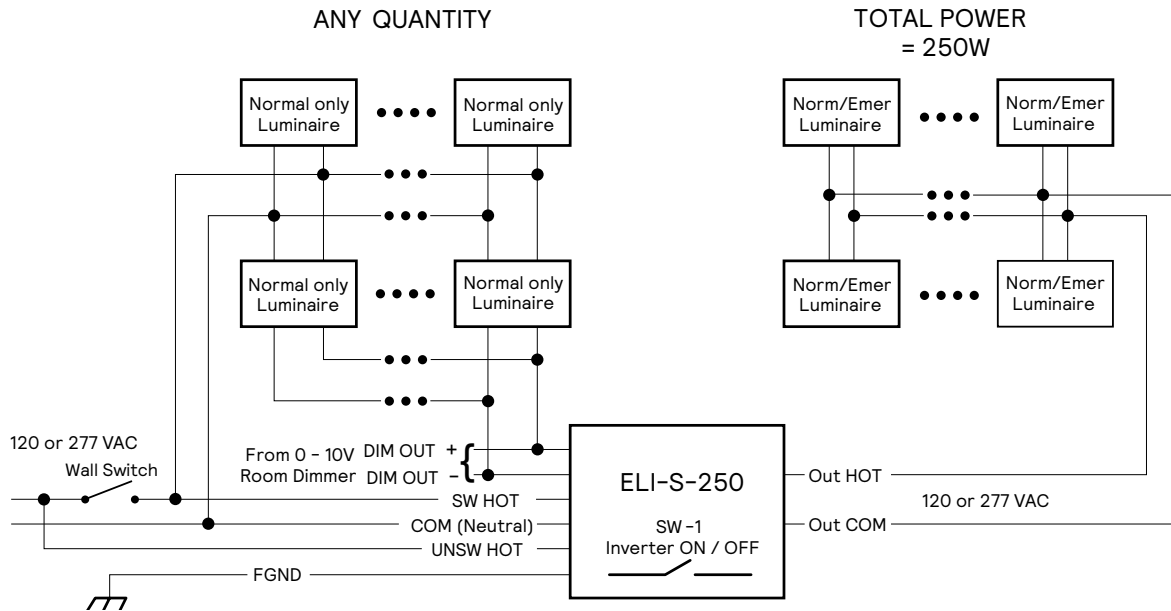 ANY QUANTITY
TOTAL POWER
= 250W
Normal only
Luminaire
Normal only
Luminaire
Norm/Emer
Luminaire
Norm/Emer
Luminaire
Normal only
Luminaire
Normal only
Luminaire
Norm/Emer
Luminaire
Norm/Emer
Luminaire
120 or 277 VAC
Wall Switch
From 0 - 10V
Room Dimmer
DIM OUT +
DIM OUT -
SW HOT
COM (Neutral)
UNSW HOT
FGND
ELI-S-250
SW-1
Inverter ON / OFF
Out HOT
120 or 277 VAC
Out COM